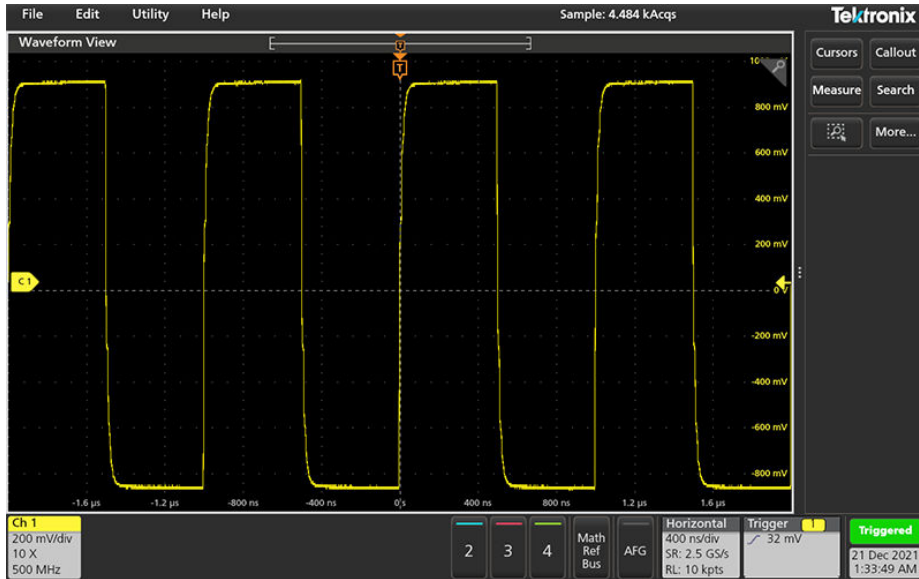 File Edit Utility Help Sample: 4.484 kAcqs Tektronix
Waveform View
Cursors Callout
Measure Search
More...
T
T
800 mV
600 mV
400 mV
200 mV
C 1
0 V
-200 mV
-400 mV
-600 mV
-800 mV
-1.6 µs -1.2 µs -800 ns -400 ns 0 s 400 ns 800 ns 1.2 µs 1.6 µs
Ch 1
200 mV/div
10 X
500 MHz
2 3 4
Math
Ref
Bus
AFG
Horizontal
400 ns/div
SR: 2.5 GS/s
RL: 10 kpts
Trigger 1
32 mV
Triggered
21 Dec 2021
1:33:49 AM